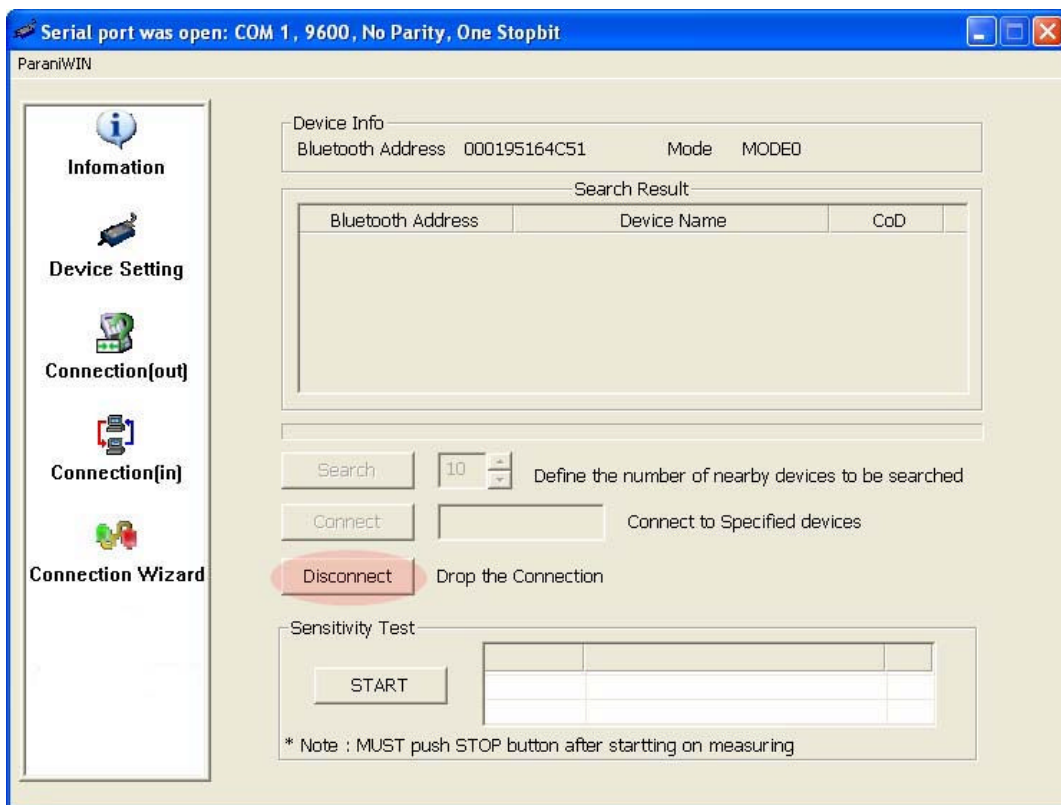 Serial port was open: COM 1, 9600, No Parity, One Stopbit
ParaniWIN
Infomation
Device Setting
Connection(out)
Connection(in)
Connection Wizard
Device Info
Bluetooth Address 000195164C51 Mode MODE0
Search Result
Bluetooth Address Device Name CoD
Search 10 Define the number of nearby devices to be searched
Connect Connect to Specified devices
Disconnect Drop the Connection
Sensitivity Test
START
* Note : MUST push STOP button after startting on measuring